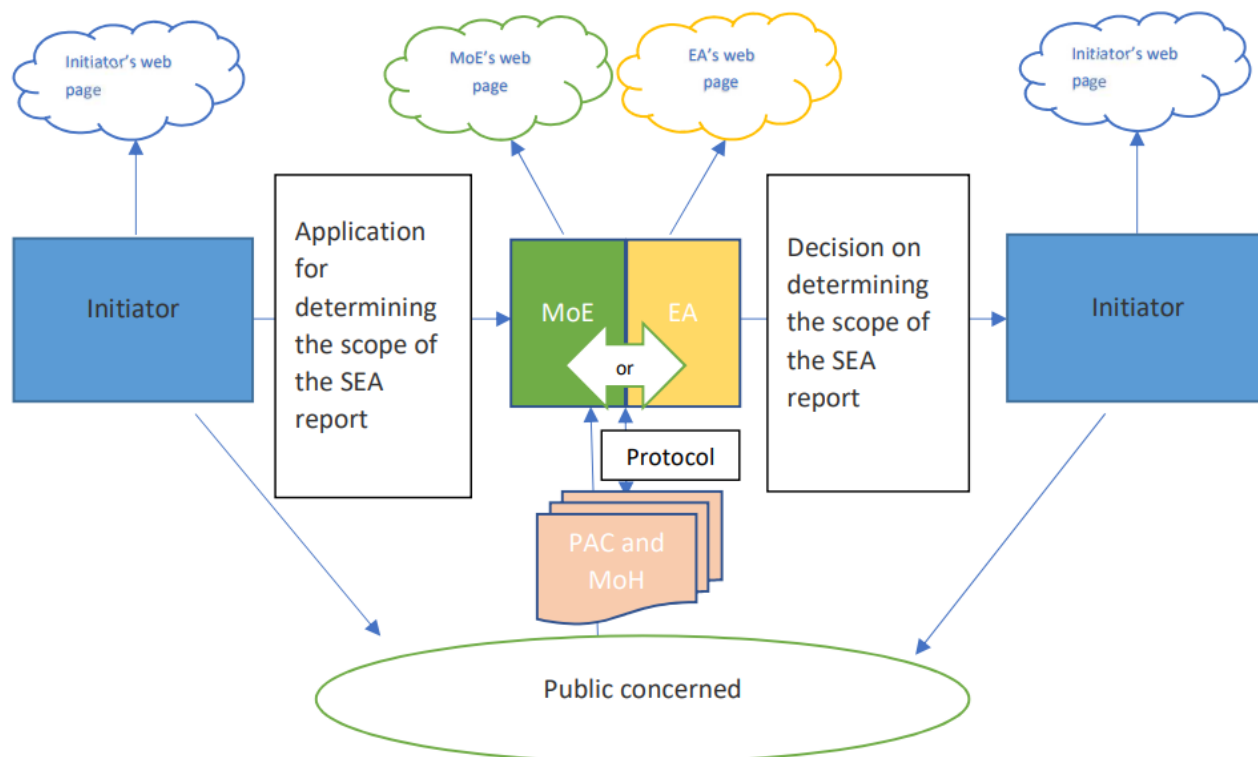 Initiator's web
page
MoE's web
page
EA's web
page
Initiator's web
page
Initiator
Application
for
determining
the scope of
the SEA
report
MoE
EA
or
Decision on
determining
the scope of
the SEA
report
Initiator
Protocol
PAC and
MoH
Public concerned